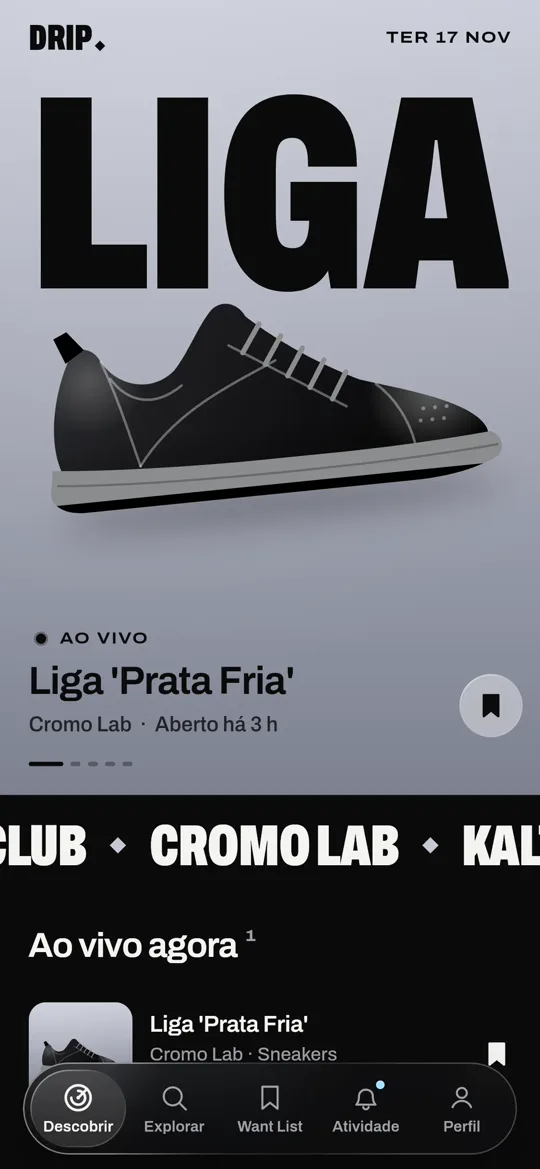 DRIP
TER 17 NOV
LIGA
AO VIVO
Liga 'Prata Fria'
Cromo Lab · Aberto há 3 h
CLUB ◆ CROMO LAB ◆ KAL
Ao vivo agora 1
Liga 'Prata Fria'
Cromo Lab · Sneakers
Descobrir
Explorar
Want List
Atividade
Perfil